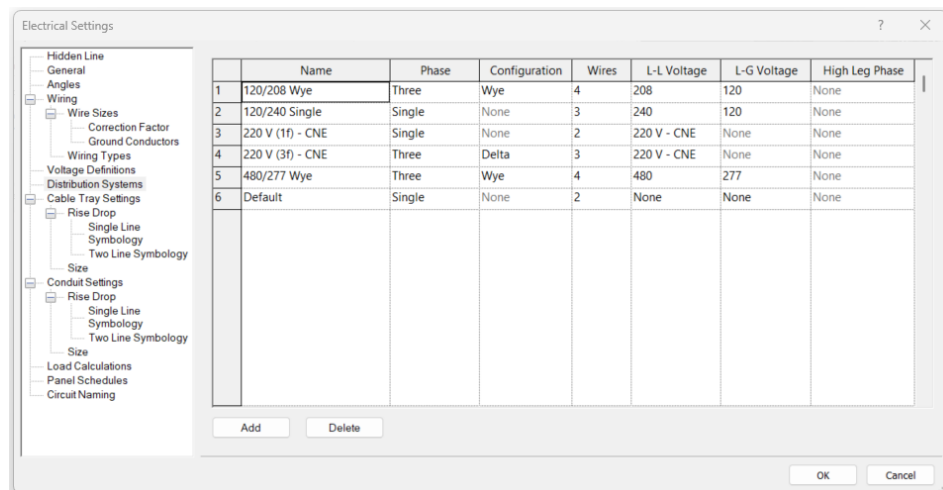 Electrical Settings ? ×
Hidden Line
General
Angles
Wiring
Wire Sizes
Correction Factor
Ground Conductors
Wiring Types
Voltage Definitions
Distribution Systems
Cable Tray Settings
Rise Drop
Single Line
Symbology
Two Line Symbology
Size
Conduit Settings
Rise Drop
Single Line
Symbology
Two Line Symbology
Size
Load Calculations
Panel Schedules
Circuit Naming
Name Phase Configuration Wires L-L Voltage L-G Voltage High Leg Phase
1 120/208 Wye Three Wye 4 208 120 None
2 120/240 Single Single None 3 240 120 None
3 220 V (1f) - CNE Single None 2 220 V - CNE None None
4 220 V (3f) - CNE Three Delta 3 220 V - CNE None None
5 480/277 Wye Three Wye 4 480 277 None
6 Default Single None 2 None None None
Add Delete
OK Cancel